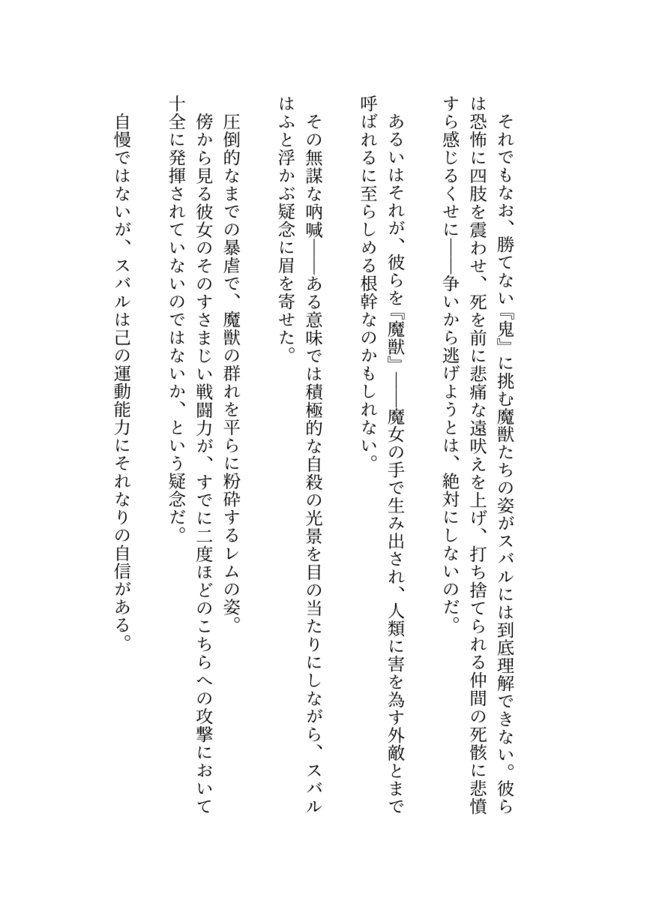 それでもなお、勝てない『鬼』に挑む魔獣たちの姿がスバルには到底理解できない。彼ら
は恐怖に四肢を震わせ、死を前に悲痛な遠吠えを上げ、打ち捨てられる仲間の死骸に悲憤
すら感じるくせに――争いから逃げようとは、絶対にしないのだ。
あるいはそれが、彼らを『魔獣』――魔女の手で生み出され、人類に害を為す外敵とまで
呼ばれるに至らしめる根幹なのかもしれない。
その無謀な吶喊――ある意味では積極的な自殺の光景を目の当たりにしながら、スバル
はふと浮かぶ疑念に眉を寄せた。
圧倒的なまでの暴虐で、魔獣の群れを平らに粉砕するレムの姿。
傍から見る彼女のそのすさまじい戦闘力が、すでに二度ほどのこちらへの攻撃において
十全に発揮されていないのではないか、という疑念だ。
自慢ではないが、スバルは己の運動能力にそれなりの自信がある。